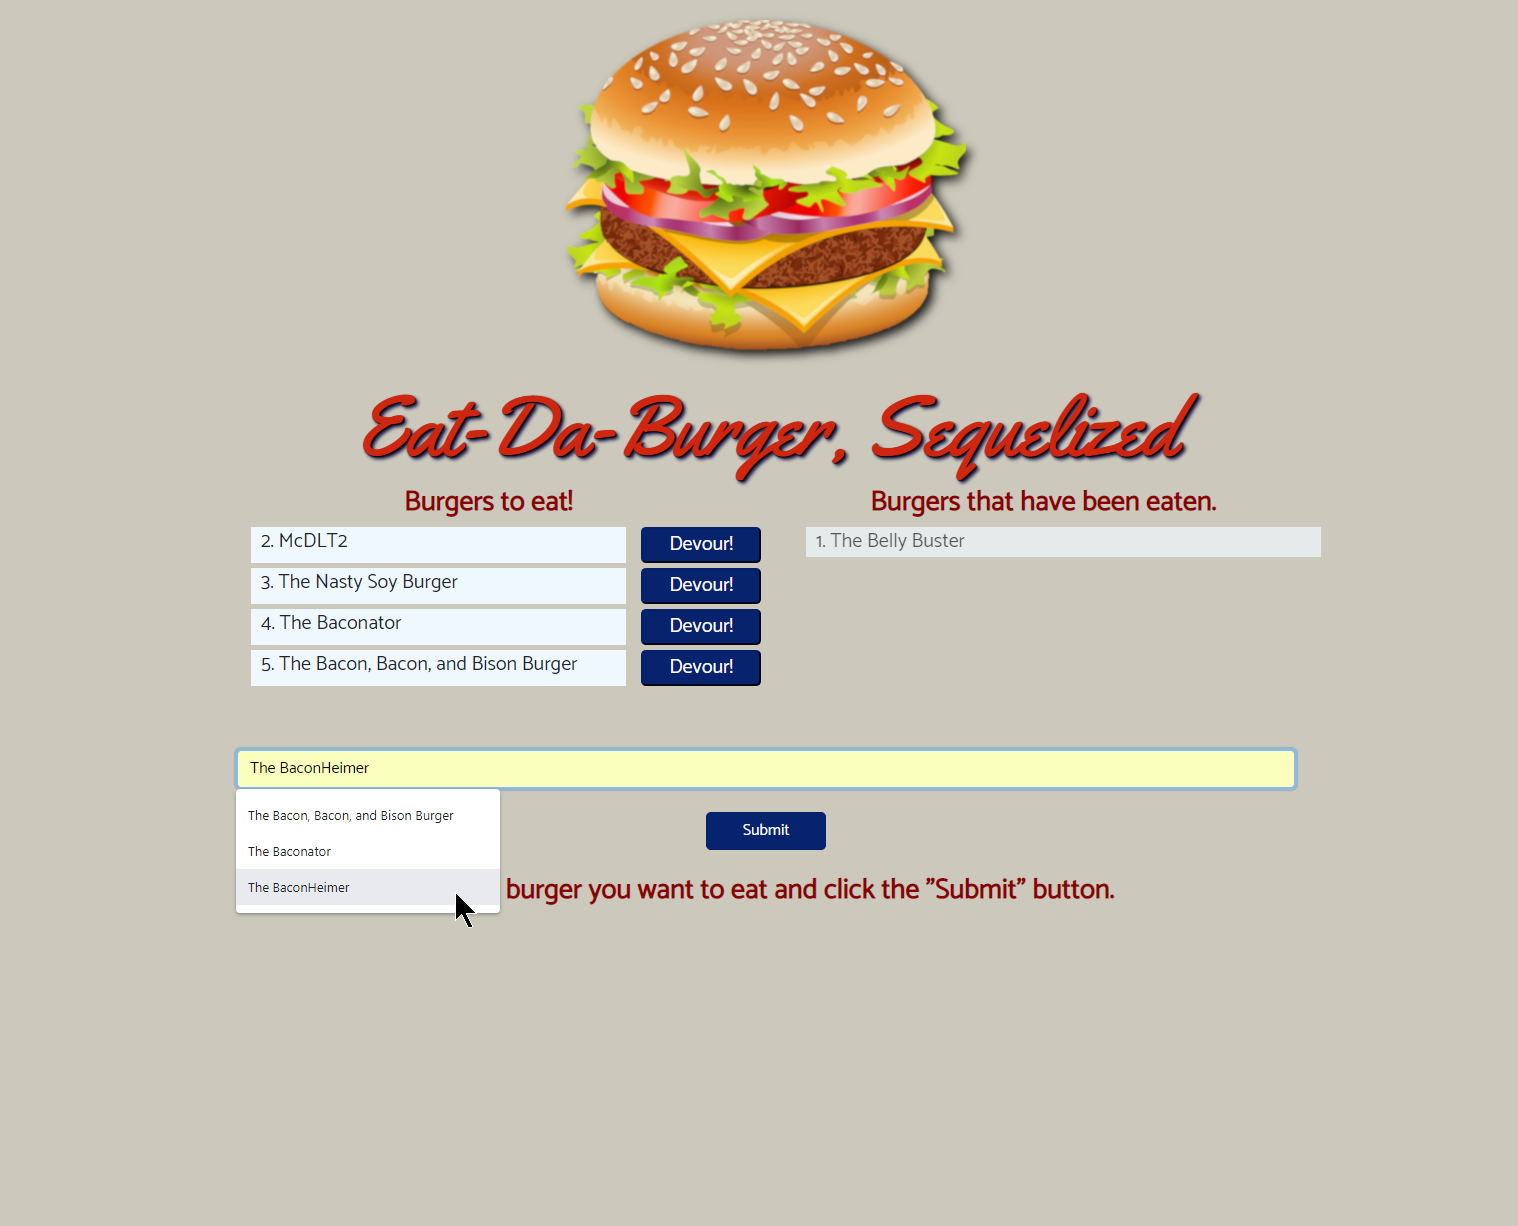 Eat-Da-Burger, Sequelized
Burgers to eat!
2. McDLT2
Devour!
3. The Nasty Soy Burger
Devour!
4. The Baconator
Devour!
5. The Bacon, Bacon, and Bison Burger
Devour!
Burgers that have been eaten.
1. The Belly Buster
The BaconHeimer
The Bacon, Bacon, and Bison Burger
The Baconator
The BaconHeimer
Submit
burger you want to eat and click the "Submit" button.